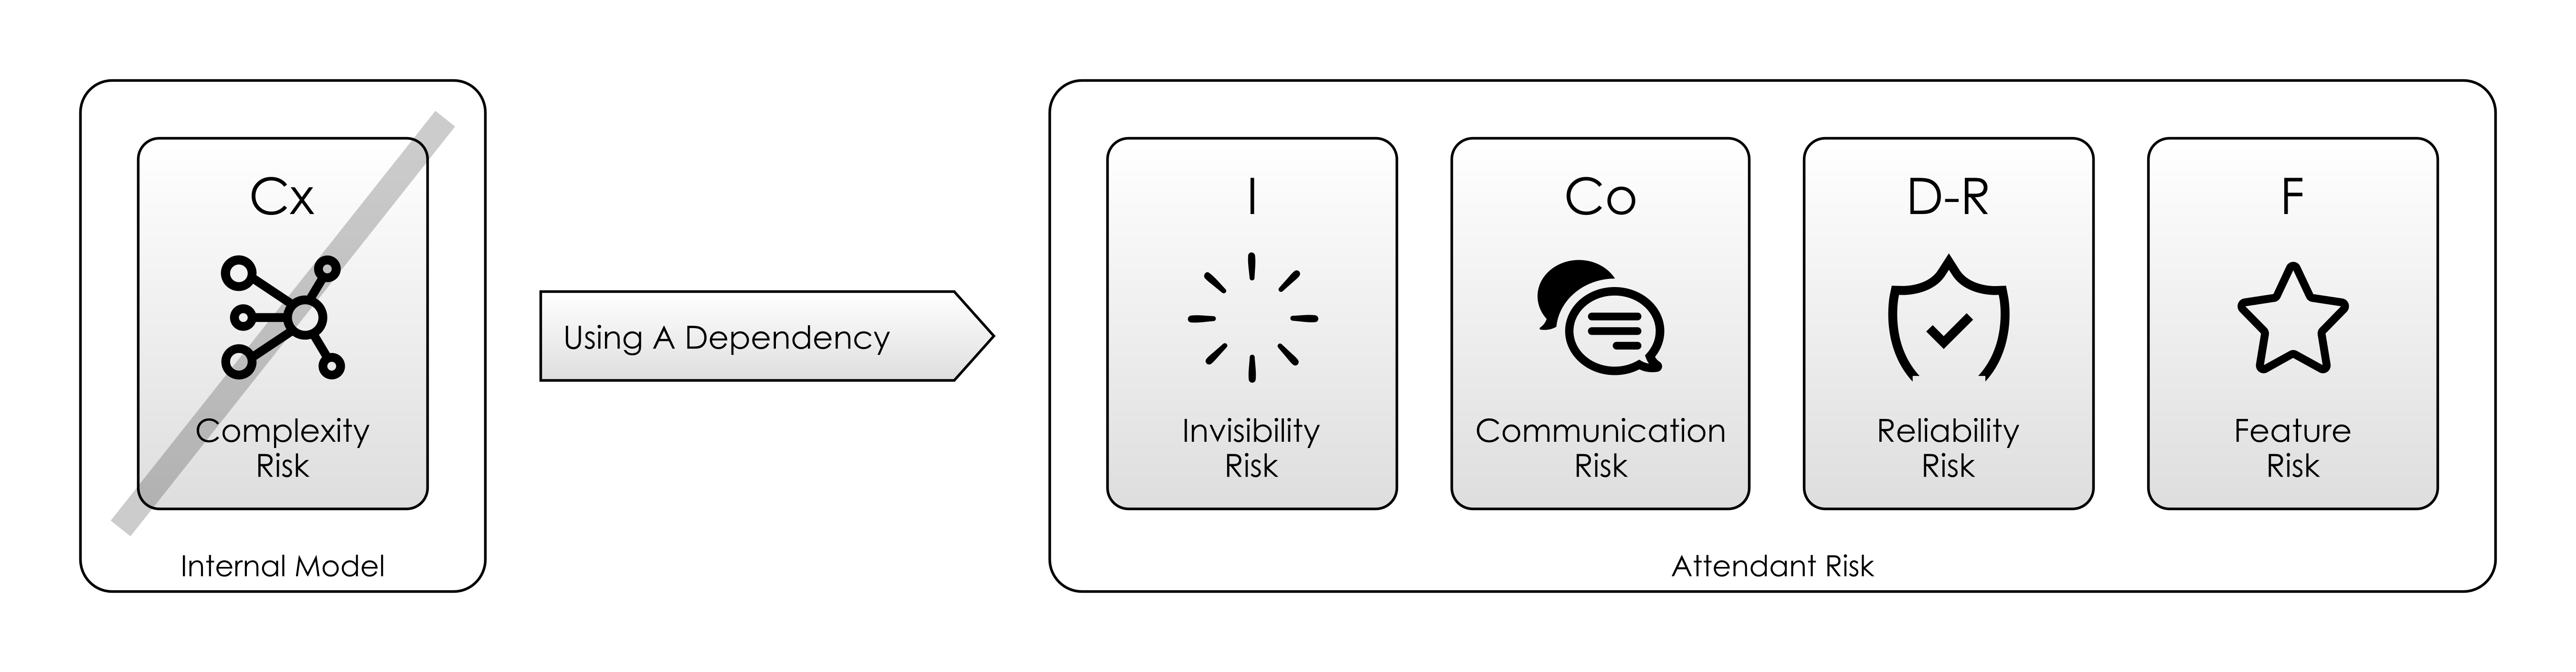 Cx
Complexity
Risk
Internal Model
Using A Dependency
I
Invisibility
Risk
Co
Communication
Risk
D-R
Reliability
Risk
F
Feature
Risk
Attendant Risk